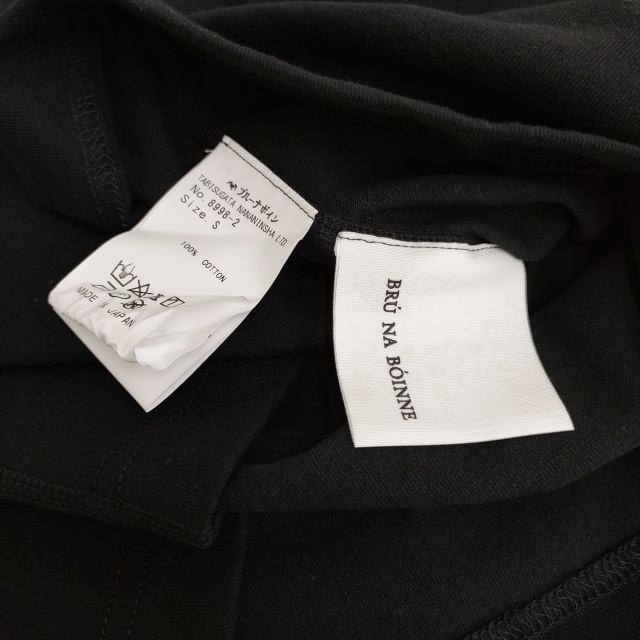 ブルーナボイン
TABISUGATA NANANINSHA.LTD
No. 8698-2
Size. S
100% COTTON
MADE IN JAPAN
BRÚ NA BÓINNE